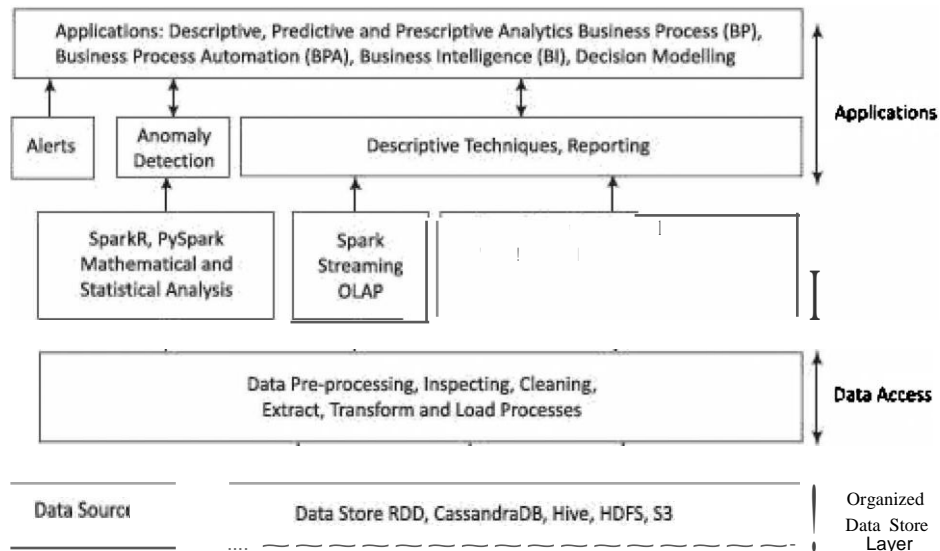 Applications: Descriptive, Predictive and Prescriptive Analytics Business Process (BP),
Business Process Automation (BPA), Business Intelligence (BI), Decision Modelling
Applications
Alerts
Anomaly
Detection
Descriptive Techniques, Reporting
SparkR, PySpark
Mathematical and
Statistical Analysis
Spark
Streaming
OLAP
Data Pre-processing, Inspecting, Cleaning,
Extract, Transform and Load Processes
Data Access
Data Source
Data Store RDD, CassandraDB, Hive, HDFS, S3
Organized
Data Store
Layer